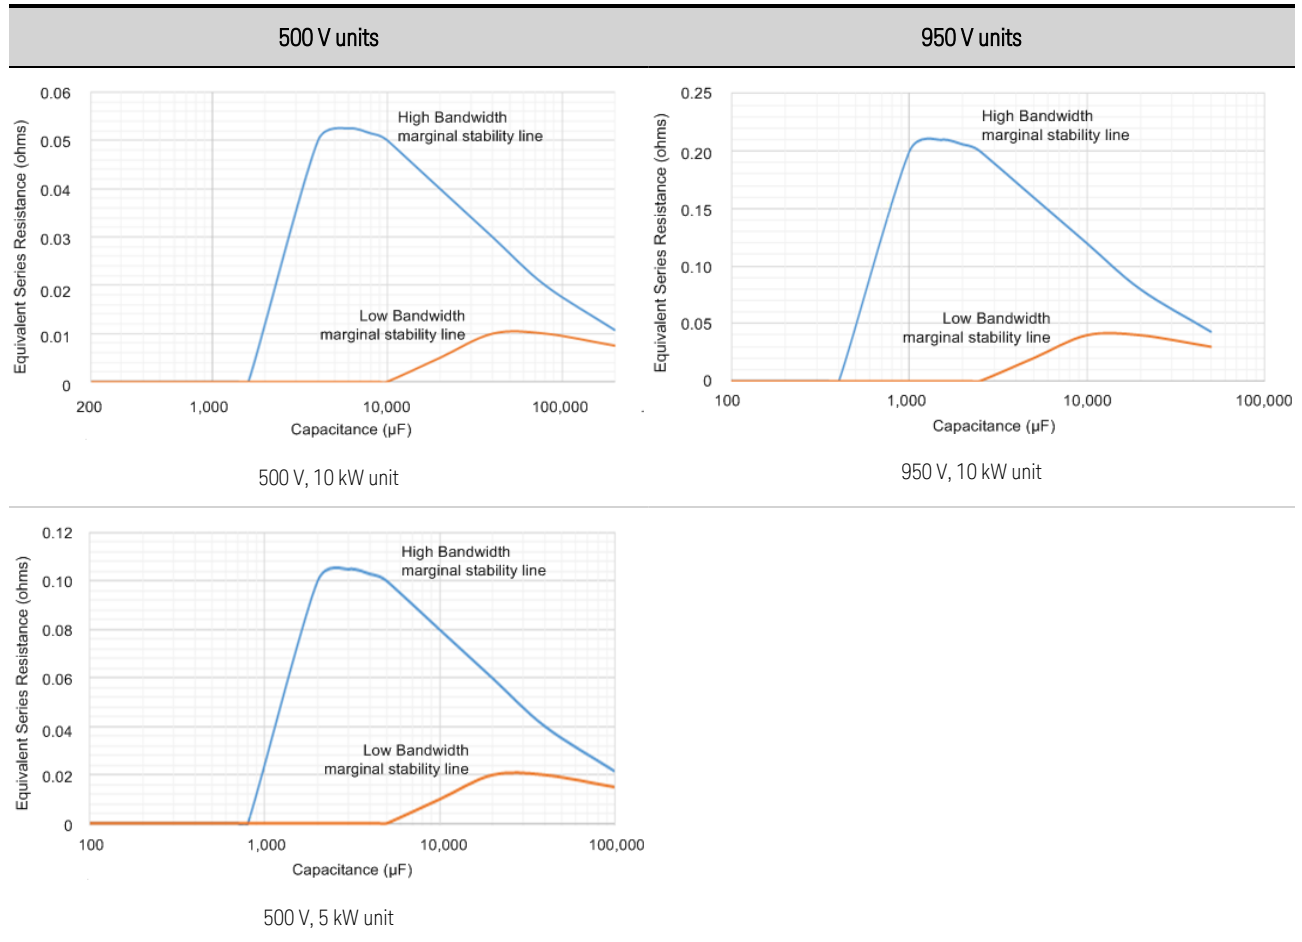 500 V units
950 V units
0.06
0.05
0.04
0.03
0.02
0.01
0
Equivalent Series Resistance (ohms)
High Bandwidth
marginal stability line
Low Bandwidth
marginal stability line
200
1,000
10,000
100,000
Capacitance (µF)
500 V, 10 kW unit
0.25
0.20
0.15
0.10
0.05
0
Equivalent Series Resistance (ohms)
High Bandwidth
marginal stability line
Low Bandwidth
marginal stability line
100
1,000
10,000
100,000
Capacitance (µF)
950 V, 10 kW unit
0.12
0.10
0.08
0.06
0.04
0.02
0
Equivalent Series Resistance (ohms)
High Bandwidth
marginal stability line
Low Bandwidth
marginal stability line
100
1,000
10,000
100,000
Capacitance (µF)
500 V, 5 kW unit